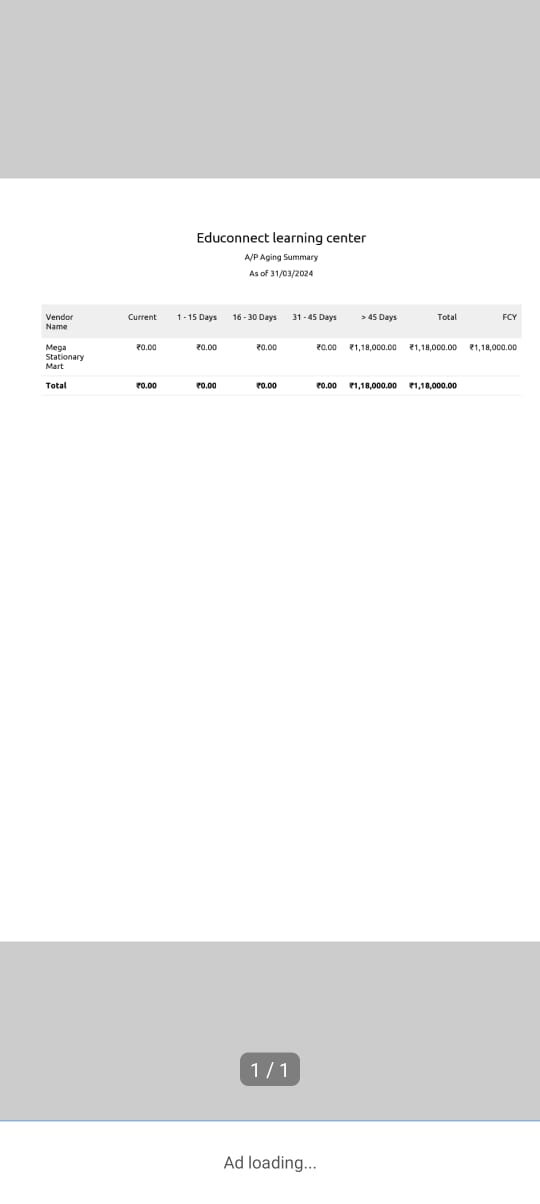 Educonnect learning center
A/P Aging Summary
As of 31/03/2024
Vendor Name Current 1 - 15 Days 16 - 30 Days 31 - 45 Days > 45 Days Total FCY
Mega Stationary Mart ₹0.00 ₹0.00 ₹0.00 ₹0.00 ₹1,18,000.00 ₹1,18,000.00 ₹1,18,000.00
Total ₹0.00 ₹0.00 ₹0.00 ₹0.00 ₹1,18,000.00 ₹1,18,000.00
1 / 1
Ad loading...